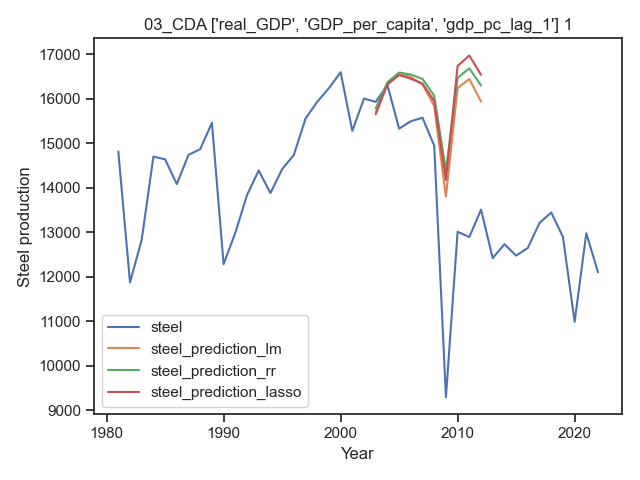 03_CDA ['real_GDP', 'GDP_per_capita', 'gdp_pc_lag_1'] 1
Steel production
17000
16000
15000
14000
13000
12000
11000
10000
9000
steel
steel_prediction_lm
steel_prediction_rr
steel_prediction_lasso
1980
1990
2000
2010
2020
Year